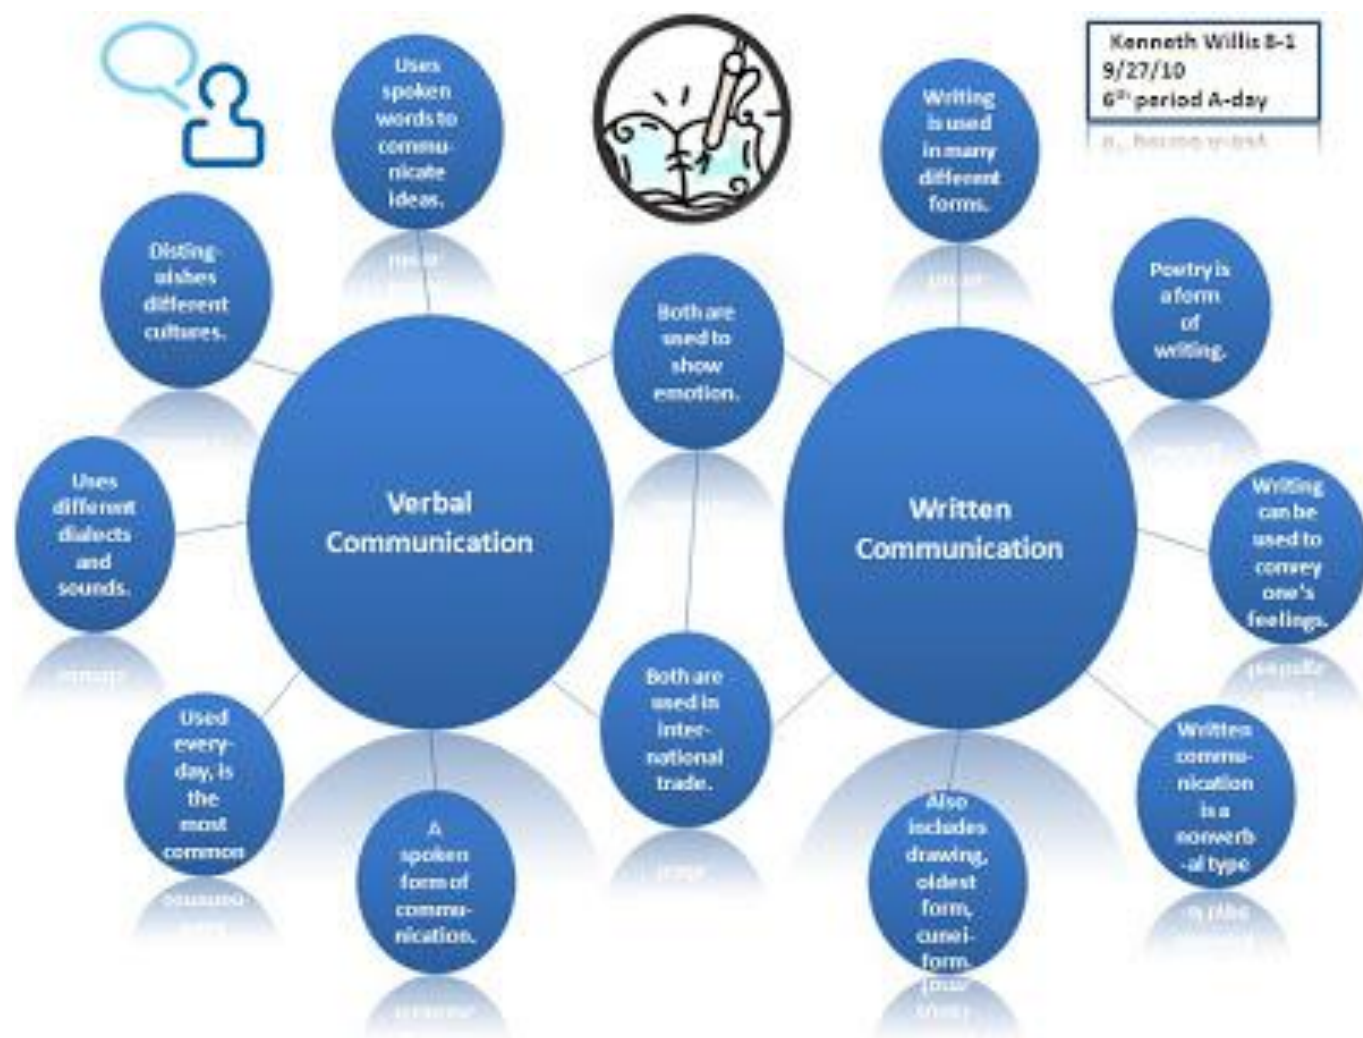 Kenneth Willis 8-1
9/27/10
6th period A-day
Uses
spoken
words to
commu-
nicate
ideas.
Writing
is used
in many
different
forms.
Disting-
uishes
different
cultures.
Both are
used to
show
emotion.
Poetry is
a form
of
writing.
Uses
different
dialects
and
sounds.
Verbal
Communication
Written
Communication
Writing
can be
used to
convey
one's
feelings.
Used
every-
day, is
the
most
common
Both are
used in
inter-
national
trade.
Written
commu-
nication
is a
nonverb
-al type
A
spoken
form of
commu-
nication.
Also
includes
drawing,
oldest
form,
cunei-
form.